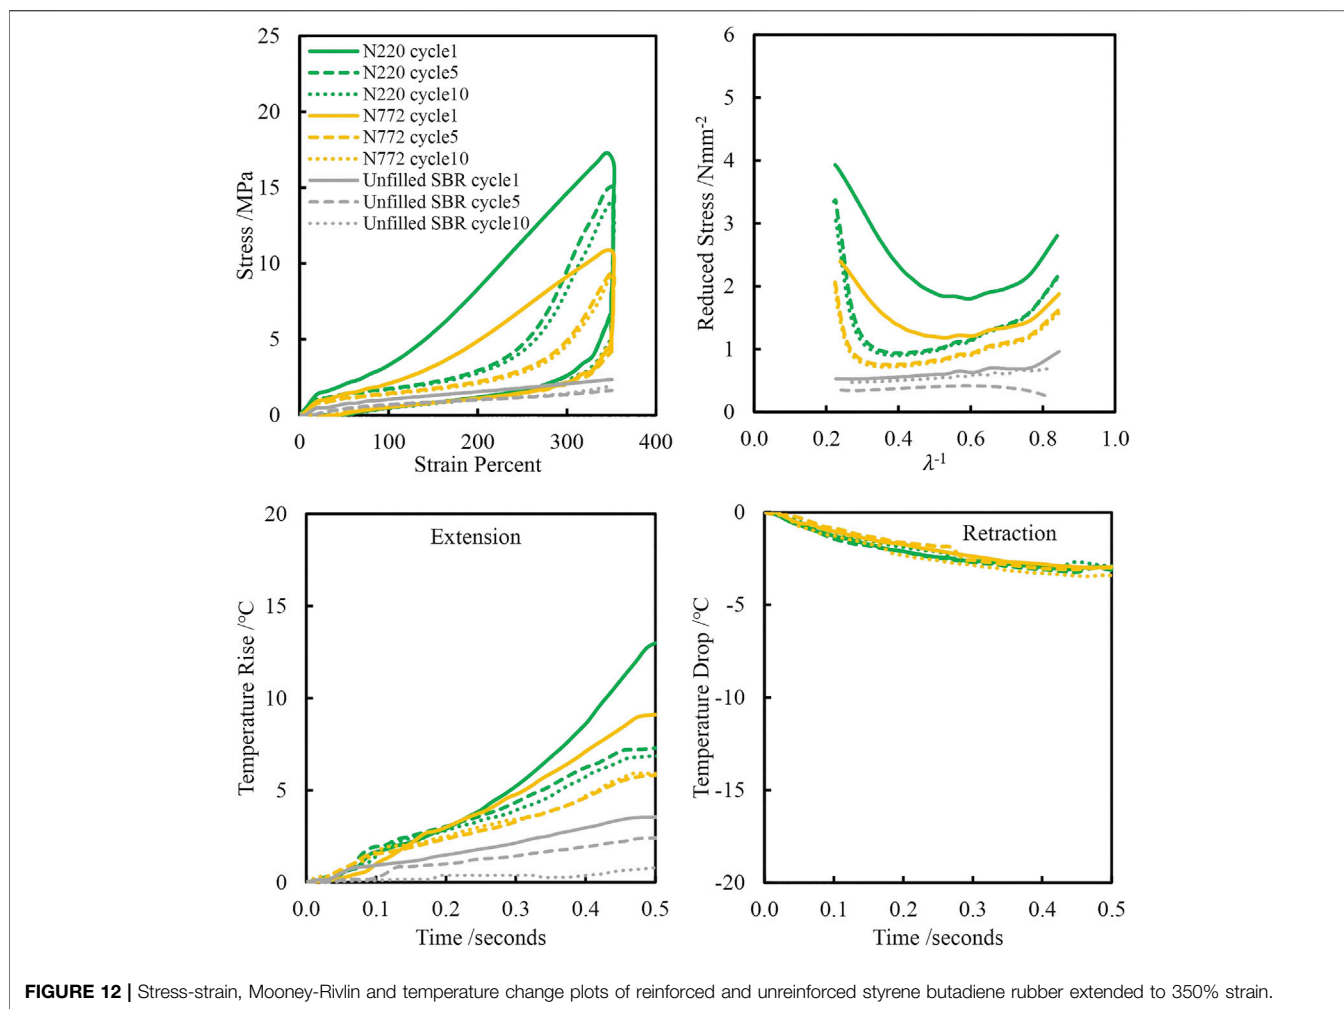 25
20
15
10
5
0
Stress /MPa
N220 cycle1
N220 cycle5
N220 cycle10
N772 cycle1
N772 cycle5
N772 cycle10
Unfilled SBR cycle1
Unfilled SBR cycle5
Unfilled SBR cycle10
0 100 200 300 400
Strain Percent
6
5
4
3
2
1
0
Reduced Stress /Nmm⁻²
0.0 0.2 0.4 0.6 0.8 1.0
λ⁻¹
20
15
10
5
0
Temperature Rise /°C
Extension
0.0 0.1 0.2 0.3 0.4 0.5
Time /seconds
0
-5
-10
-15
-20
Temperature Drop /°C
Retraction
0.0 0.1 0.2 0.3 0.4 0.5
Time /seconds
FIGURE 12 | Stress-strain, Mooney-Rivlin and temperature change plots of reinforced and unreinforced styrene butadiene rubber extended to 350% strain.